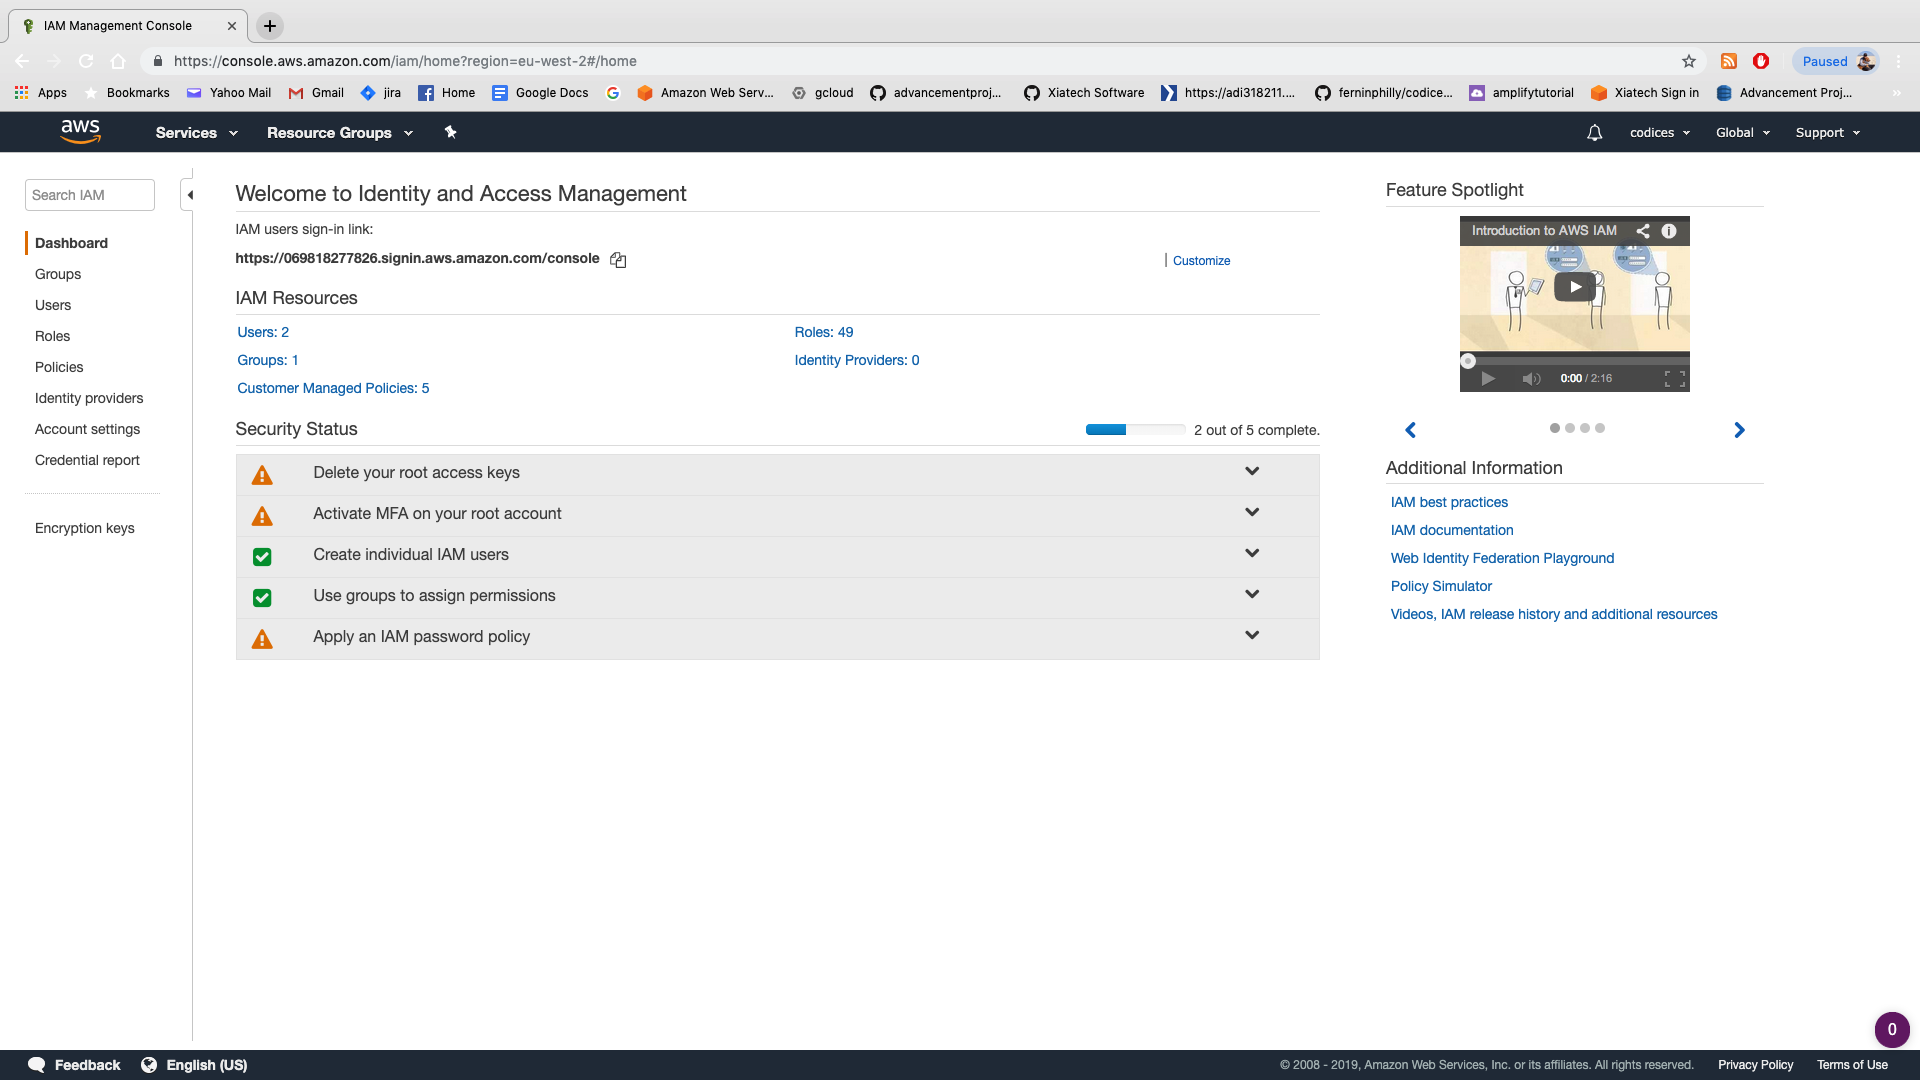 IAM Management Console
https://console.aws.amazon.com/iam/home?region=eu-west-2#/home
Paused
Apps Bookmarks Yahoo Mail Gmail jira Home Google Docs Amazon Web Serv... gcloud advancementproj... Xiatech Software https://adi318211.... ferninphilly/codice... amplifytutorial Xiatech Sign in Advancement Proj... »
aws Services Resource Groups codices Global Support
Search IAM
Dashboard
Groups
Users
Roles
Policies
Identity providers
Account settings
Credential report
Encryption keys
Welcome to Identity and Access Management
IAM users sign-in link:
https://069818277826.signin.aws.amazon.com/console | Customize
IAM Resources
Users: 2 Roles: 49
Groups: 1 Identity Providers: 0
Customer Managed Policies: 5
Security Status 2 out of 5 complete.
Delete your root access keys
Activate MFA on your root account
Create individual IAM users
Use groups to assign permissions
Apply an IAM password policy
Feature Spotlight
Introduction to AWS IAM
0:00 / 2:16
Additional Information
IAM best practices
IAM documentation
Web Identity Federation Playground
Policy Simulator
Videos, IAM release history and additional resources
0
Feedback English (US) © 2008 - 2019, Amazon Web Services, Inc. or its affiliates. All rights reserved. Privacy Policy Terms of Use